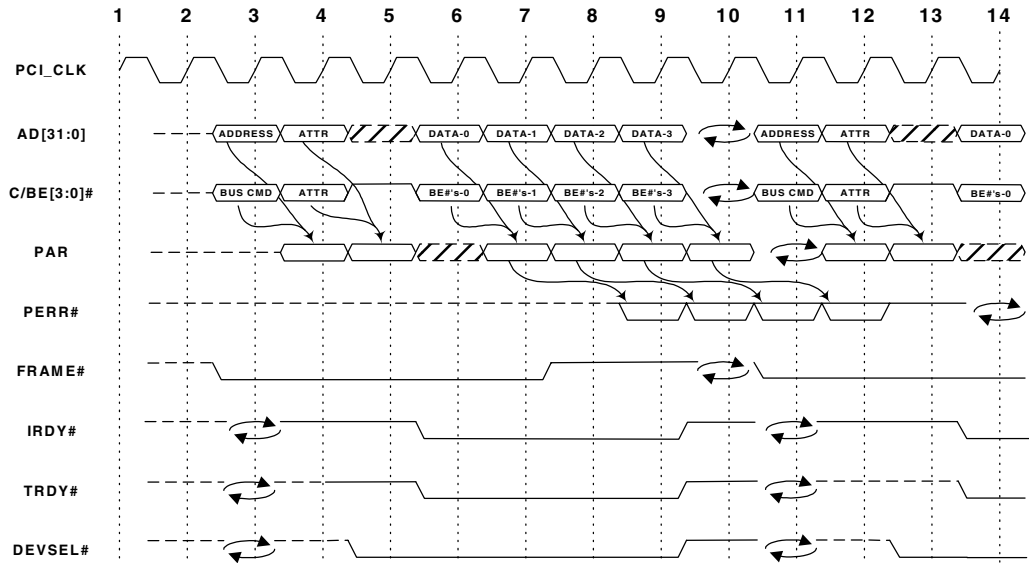 1 2 3 4 5 6 7 8 9 10 11 12 13 14
PCI_CLK
AD[31:0] ADDRESS ATTR DATA-0 DATA-1 DATA-2 DATA-3 ADDRESS ATTR DATA-0
C/BE[3:0]# BUS CMD ATTR BE#'s-0 BE#'s-1 BE#'s-2 BE#'s-3 BUS CMD ATTR BE#'s-0
PAR
PERR#
FRAME#
IRDY#
TRDY#
DEVSEL#